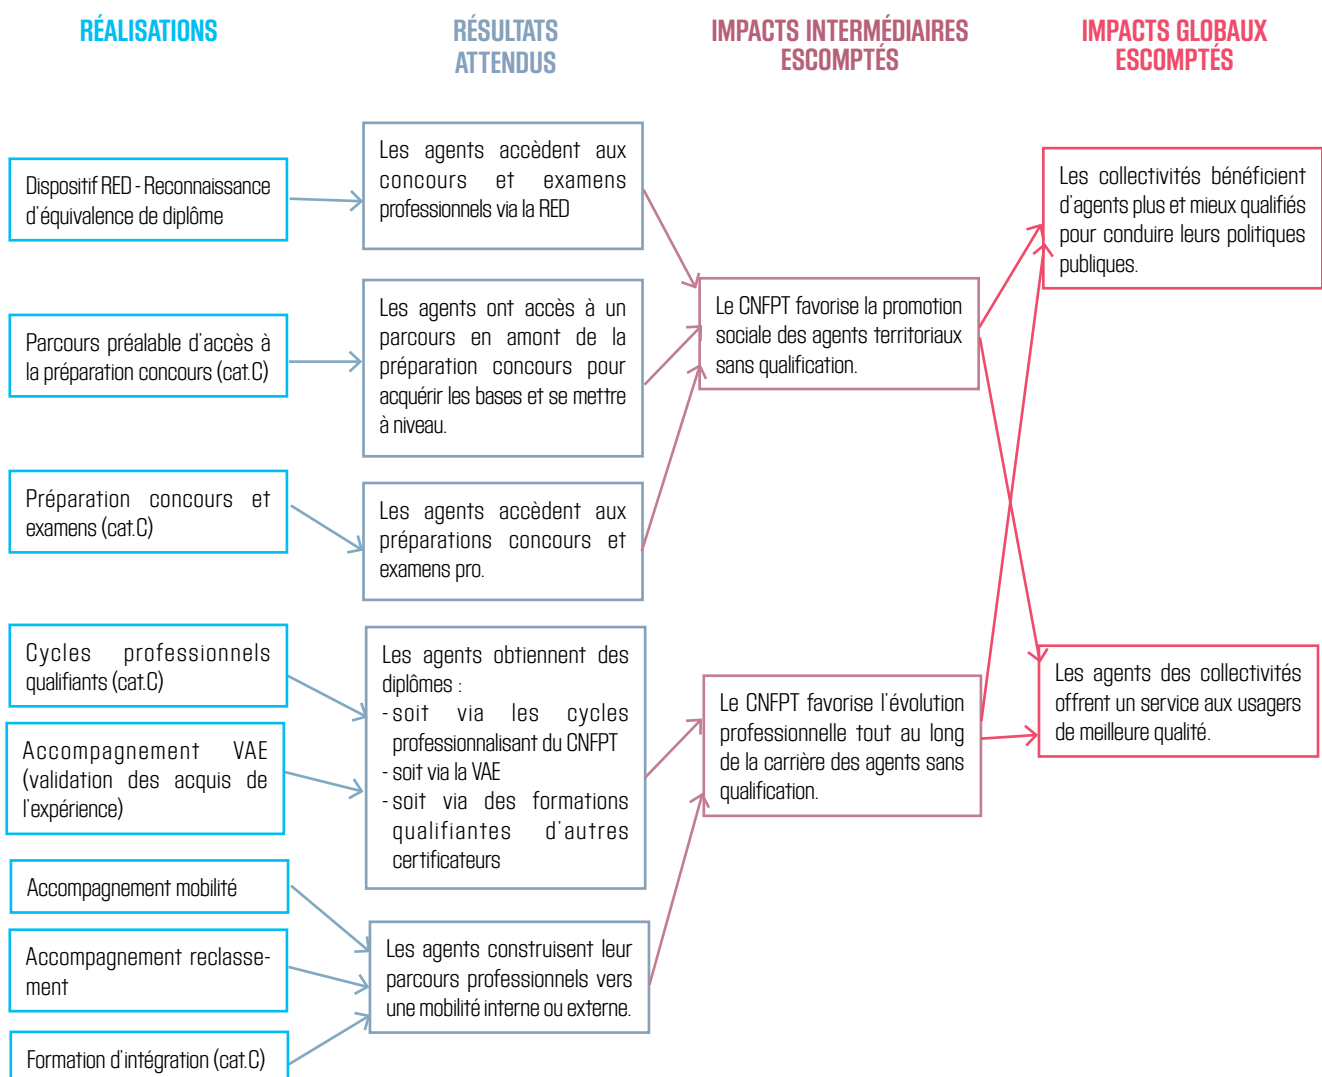 RÉALISATIONS
RÉSULTATS
ATTENDUS
IMPACTS INTERMÉDIAIRES
ESCOMPTÉS
IMPACTS GLOBAUX
ESCOMPTÉS
Dispositif RED - Reconnaissance
d'équivalence de diplôme
Parcours préalable d'accès à
la préparation concours (cat.C)
Préparation concours et
examens (cat.C)
Cycles professionnels
qualifiants (cat.C)
Accompagnement VAE
(validation des acquis de
l'expérience)
Accompagnement mobilité
Accompagnement reclasse-
ment
Formation d'intégration (cat.C)
Les agents accèdent aux
concours et examens
professionnels via la RED
Les agents ont accès à un
parcours en amont de la
préparation concours pour
acquérir les bases et se mettre
à niveau.
Les agents accèdent aux
préparations concours et
examens pro.
Les agents obtiennent des
diplômes :
- soit via les cycles
professionnalisant du CNFPT
- soit via la VAE
- soit via des formations
qualifiantes d'autres
certificateurs
Les agents construisent leur
parcours professionnels vers
une mobilité interne ou externe.
Le CNFPT favorise la promotion
sociale des agents territoriaux
sans qualification.
Le CNFPT favorise l'évolution
professionnelle tout au long
de la carrière des agents sans
qualification.
Les collectivités bénéficient
d'agents plus et mieux qualifiés
pour conduire leurs politiques
publiques.
Les agents des collectivités
offrent un service aux usagers
de meilleure qualité.